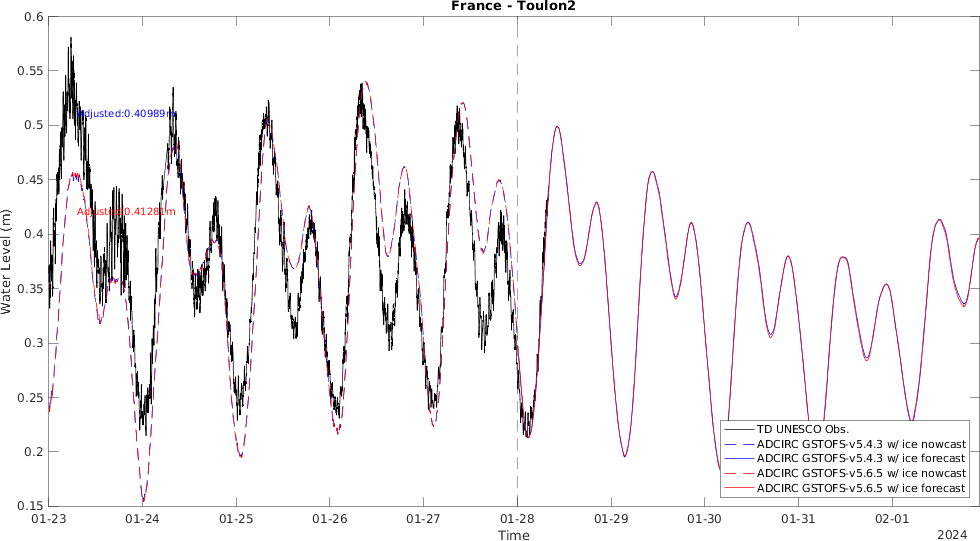 France - Toulon2
0.6
0.55
0.5
0.45
0.4
0.35
0.3
0.25
0.2
0.15
Water Level (m)
Adjusted:0.40989m
Adjusted:0.41281m
TD UNESCO Obs.
ADCIRC GSTOFS-v5.4.3 w/ ice nowcast
ADCIRC GSTOFS-v5.4.3 w/ ice forecast
ADCIRC GSTOFS-v5.6.5 w/ ice nowcast
ADCIRC GSTOFS-v5.6.5 w/ ice forecast
01-23 01-24 01-25 01-26 01-27 01-28 01-29 01-30 01-31 02-01
Time
2024